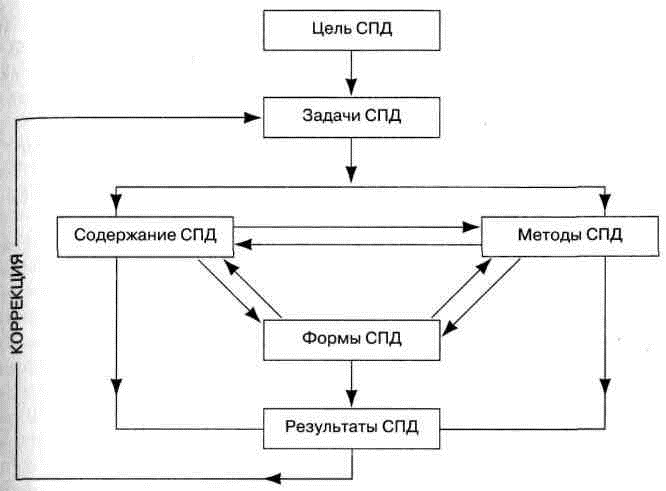 Цель СПД
Задачи СПД
Содержание СПД
Методы СПД
КОРРЕКЦИЯ
Формы СПД
Результаты СПД